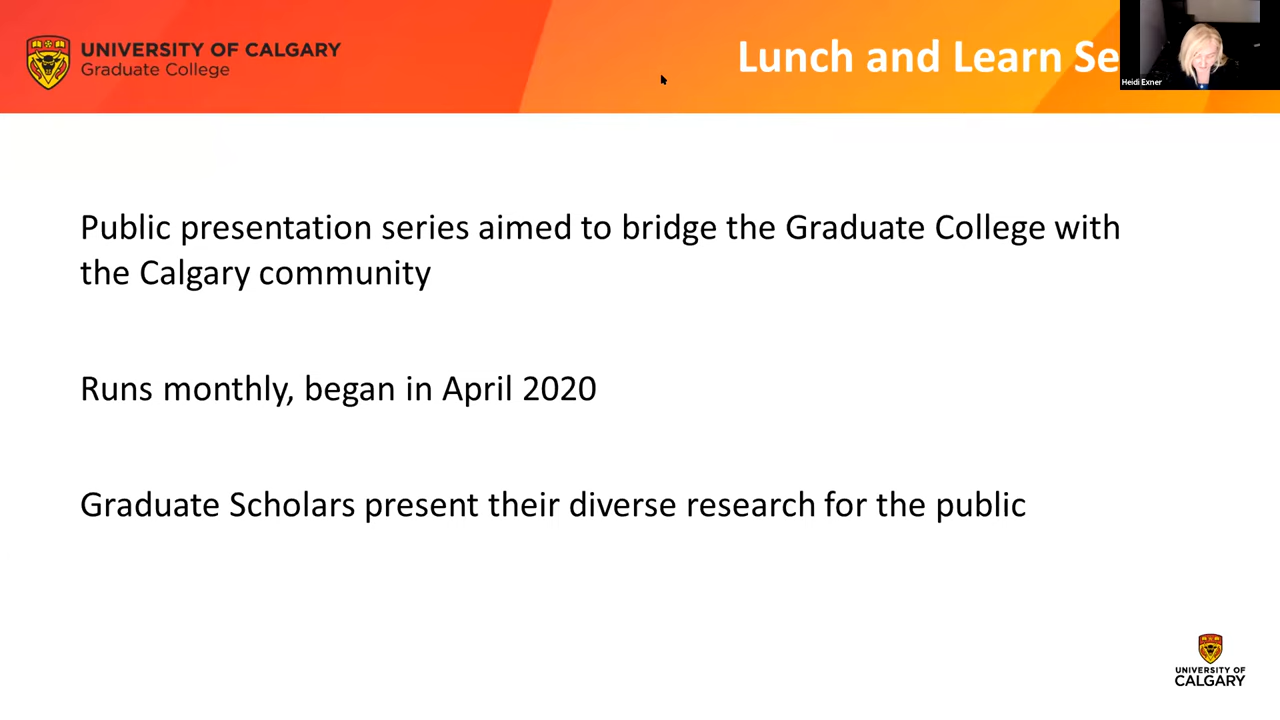 UNIVERSITY OF CALGARY
Graduate College
Lunch and Learn Se
Heidi Exner
Public presentation series aimed to bridge the Graduate College with
the Calgary community
Runs monthly, began in April 2020
Graduate Scholars present their diverse research for the public
UNIVERSITY OF
CALGARY